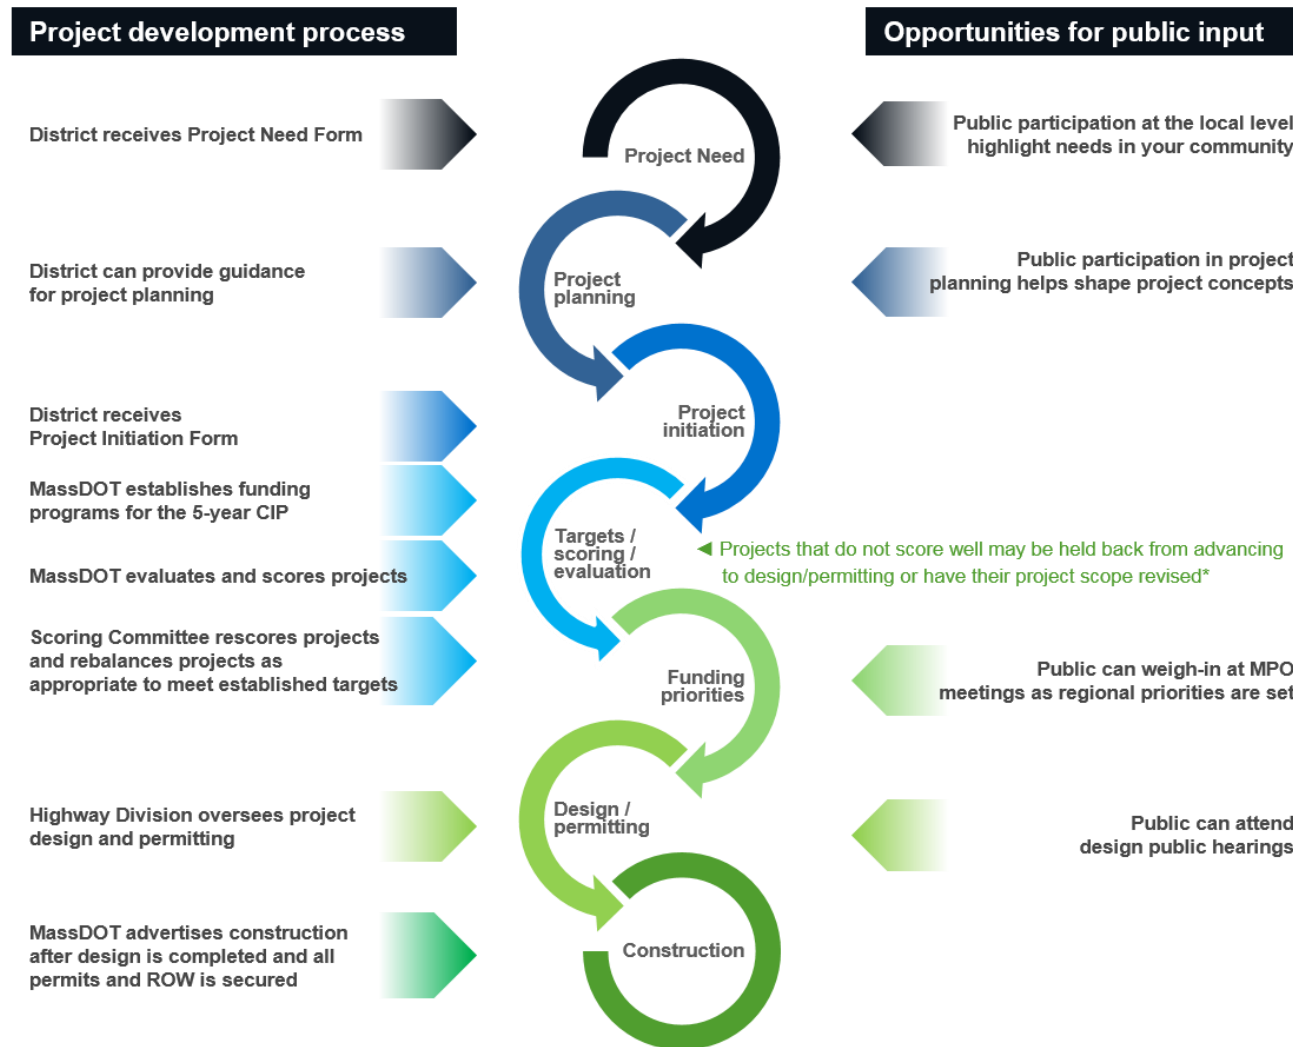 Project development process
Opportunities for public input
District receives Project Need Form
Project Need
Public participation at the local level
highlight needs in your community
District can provide guidance
for project planning
Project
planning
Public participation in project
planning helps shape project concepts
District receives
Project Initiation Form
Project
initiation
MassDOT establishes funding
programs for the 5-year CIP
MassDOT evaluates and scores projects
Scoring Committee rescores projects
and rebalances projects as
appropriate to meet established targets
Targets /
scoring /
evaluation
◄ Projects that do not score well may be held back from advancing
to design/permitting or have their project scope revised*
Funding
priorities
Public can weigh-in at MPO
meetings as regional priorities are set
Highway Division oversees project
design and permitting
Design /
permitting
Public can attend
design public hearings
MassDOT advertises construction
after design is completed and all
permits and ROW is secured
Construction